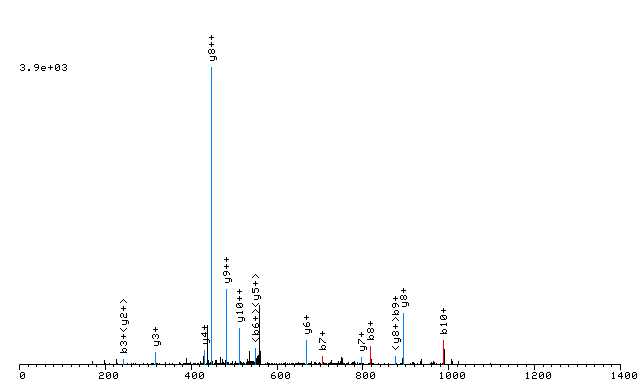 y8++
3.9e+03
y9++
b3+<y2+>
y3+
y4+
y10++
<b6+><y5+>
y6+
b7+
y7+
b8+
<y8+>b9+
y8+
b10+
0 200 400 600 800 1000 1200 1400